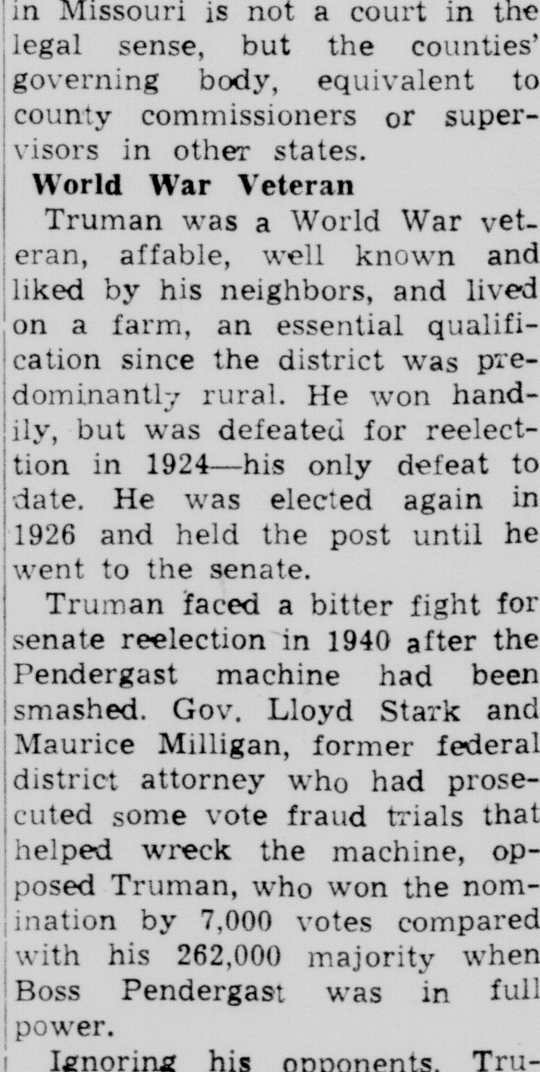 in Missouri is not a court in the
legal sense, but the counties'
governing body, equivalent to
county commissioners or super-
visors in other states.
World War Veteran
Truman was a World War vet-
eran, affable, well known and
liked by his neighbors, and lived
on a farm, an essential qualifi-
cation since the district was pre-
dominantly rural. He won hand-
ily, but was defeated for reelect-
tion in 1924—his only defeat to
date. He was elected again in
1926 and held the post until he
went to the senate.
Truman faced a bitter fight for
senate reelection in 1940 after the
Pendergast machine had been
smashed. Gov. Lloyd Stark and
Maurice Milligan, former federal
district attorney who had prose-
cuted some vote fraud trials that
helped wreck the machine, op-
posed Truman, who won the nom-
ination by 7,000 votes compared
with his 262,000 majority when
Boss Pendergast was in full
power.
Ignoring his opponents, Tru-